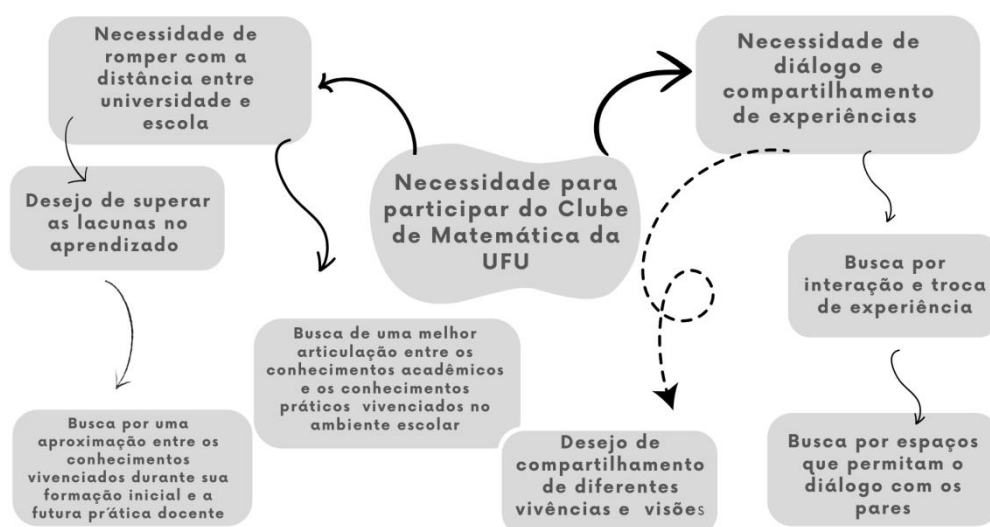 Necessidade de
romper com a
distância entre
universidade e
escola
Necessidade de
diálogo e
compartilhamento
de experiências
Necessidade para
participar do Clube
de Matemática da
UFU
Desejo de superar
as lacunas no
aprendizado
Busca por
interação e troca
de experiência
Busca de uma melhor
articulação entre os
conhecimentos acadêmicos
e os conhecimentos
práticos vivenciados no
ambiente escolar
Busca por uma
aproximação entre os
conhecimentos
vivenciados durante sua
formação inicial e a
futura prática docente
Desejo de
compartilhamento
de diferentes
vivências e visões
Busca por espaços
que permitam o
diálogo com os
pares